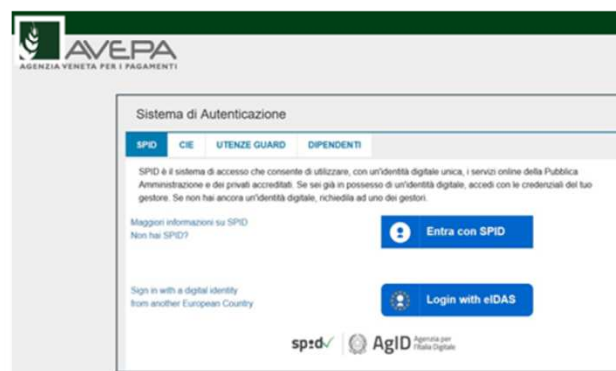 AVEPA
AGENZIA VENETA PER I PAGAMENTI
Sistema di Autenticazione
SPID CIE UTENZE GUARD DIPENDENTI
SPID è il sistema di accesso che consente di utilizzare, con un'identità digitale unica, i servizi online della Pubblica
Amministrazione e dei privati accreditati. Se sei già in possesso di un'identità digitale, accedi con le credenziali del tuo
gestore. Se non hai ancora un'identità digitale, richiedila ad uno dei gestori.
Maggiori informazioni su SPID
Non hai SPID?
Entra con SPID
Sign in with a digital identity
from another European Country
Login with eIDAS
spid AgID Agenzia per
l'Italia Digitale